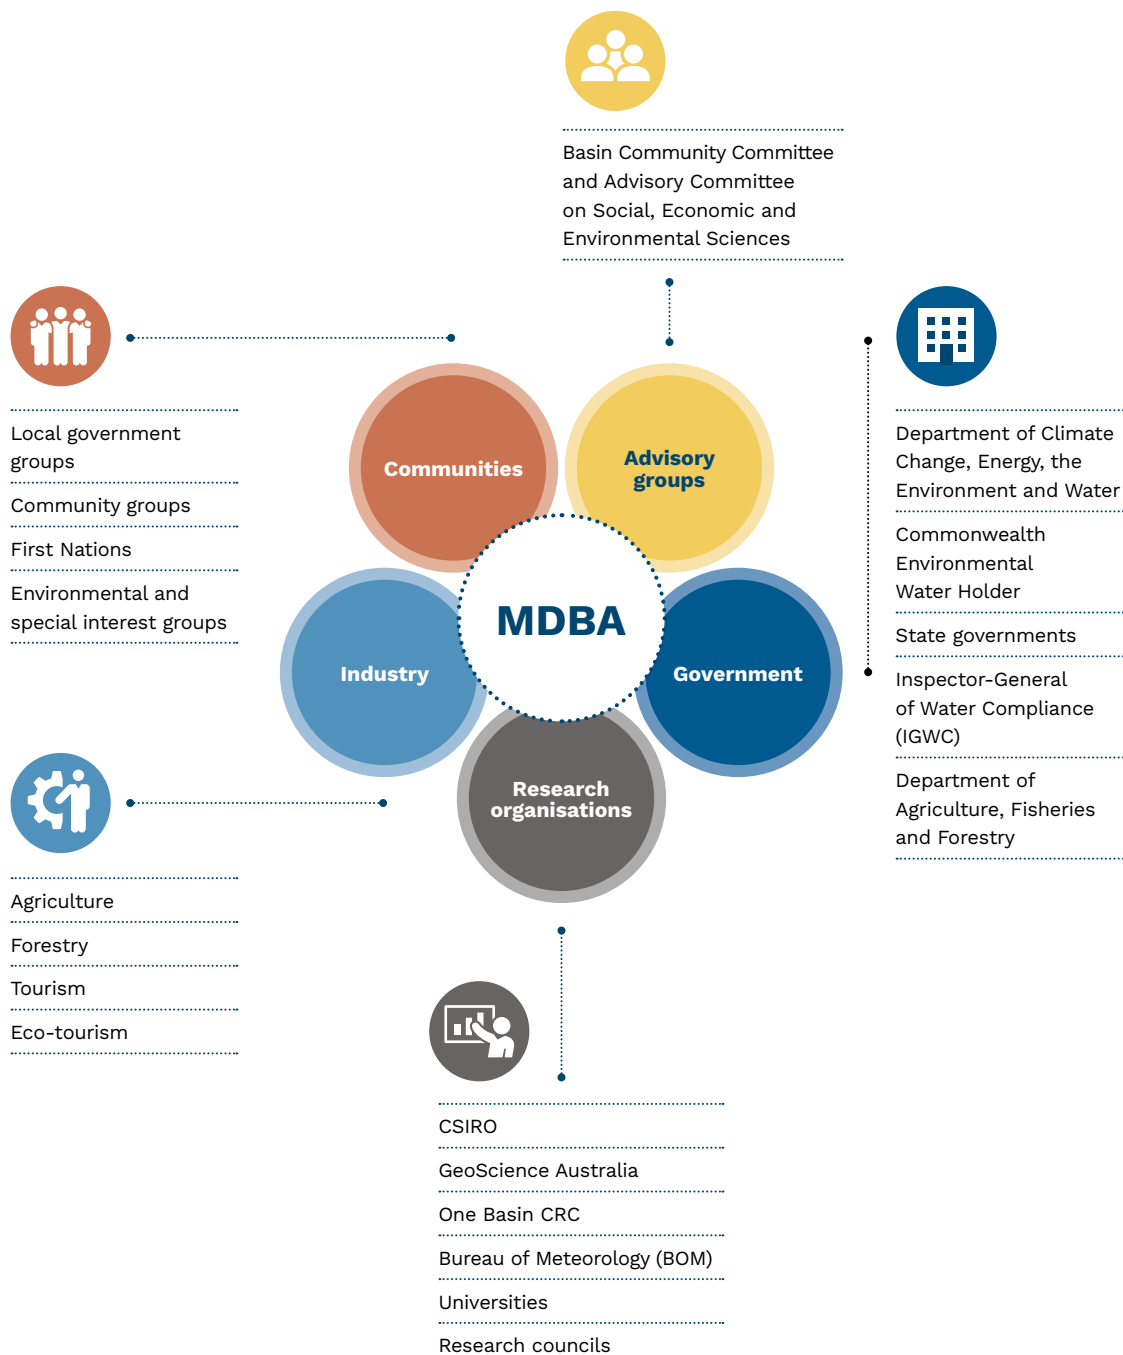 Basin Community Committee
and Advisory Committee
on Social, Economic and
Environmental Sciences
Local government
groups
Community groups
First Nations
Environmental and
special interest groups
Communities
Advisory
groups
MDBA
Industry
Government
Research
organisations
Department of Climate
Change, Energy, the
Environment and Water
Commonwealth
Environmental
Water Holder
State governments
Inspector-General
of Water Compliance
(IGWC)
Department of
Agriculture, Fisheries
and Forestry
Agriculture
Forestry
Tourism
Eco-tourism
CSIRO
GeoScience Australia
One Basin CRC
Bureau of Meteorology (BOM)
Universities
Research councils